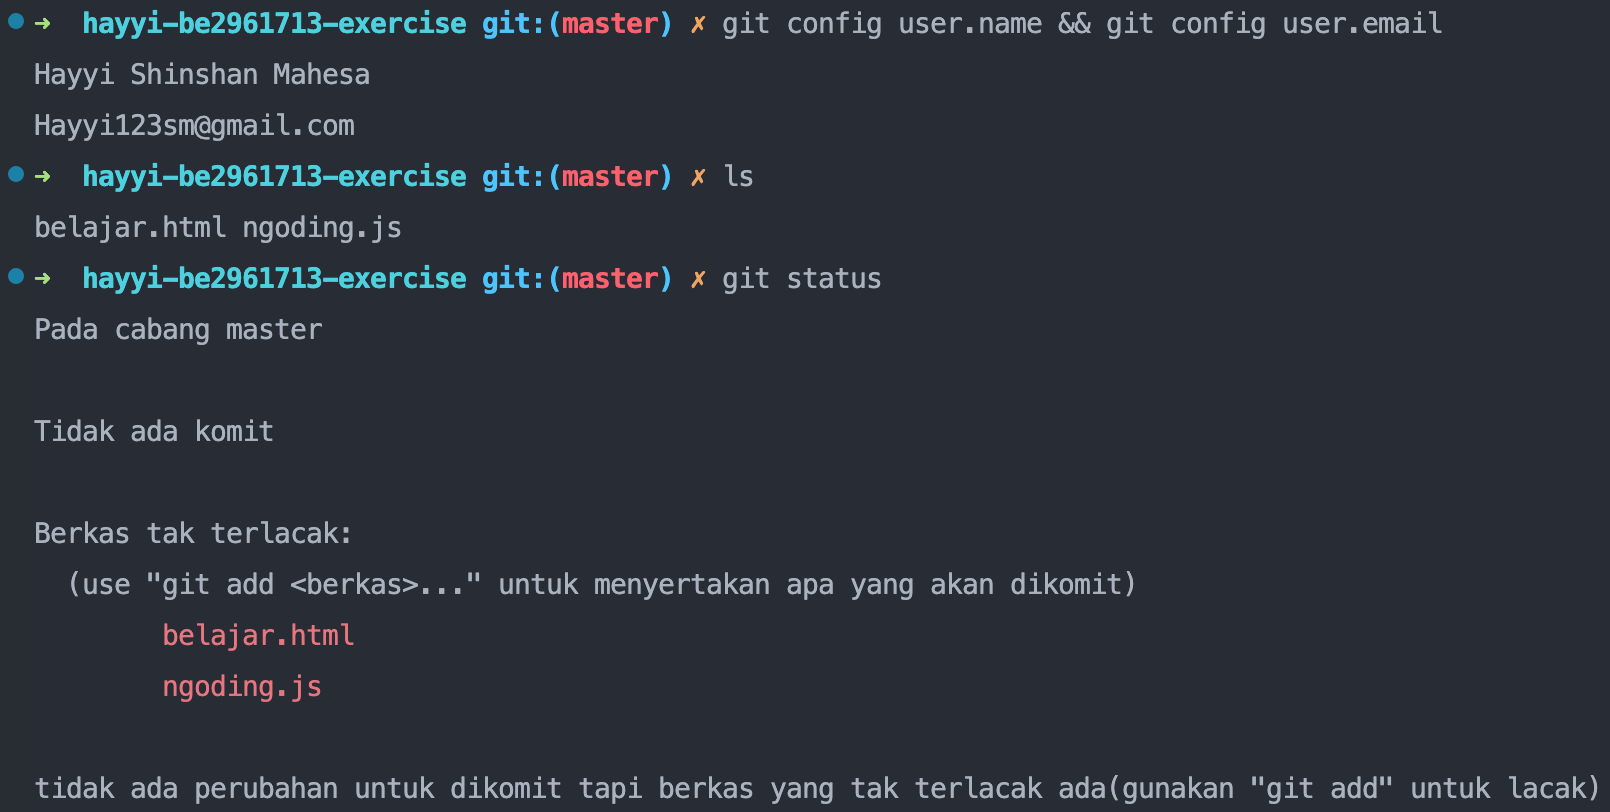 ➜  hayyi-be2961713-exercise git:(master) ✗ git config user.name && git config user.email
Hayyi Shinshan Mahesa
Hayyi123sm@gmail.com
➜  hayyi-be2961713-exercise git:(master) ✗ ls
belajar.html ngoding.js
➜  hayyi-be2961713-exercise git:(master) ✗ git status
Pada cabang master
Tidak ada komit
Berkas tak terlacak:
  (use "git add <berkas>..." untuk menyertakan apa yang akan dikomit)
        belajar.html
        ngoding.js
tidak ada perubahan untuk dikomit tapi berkas yang tak terlacak ada(gunakan "git add" untuk lacak)